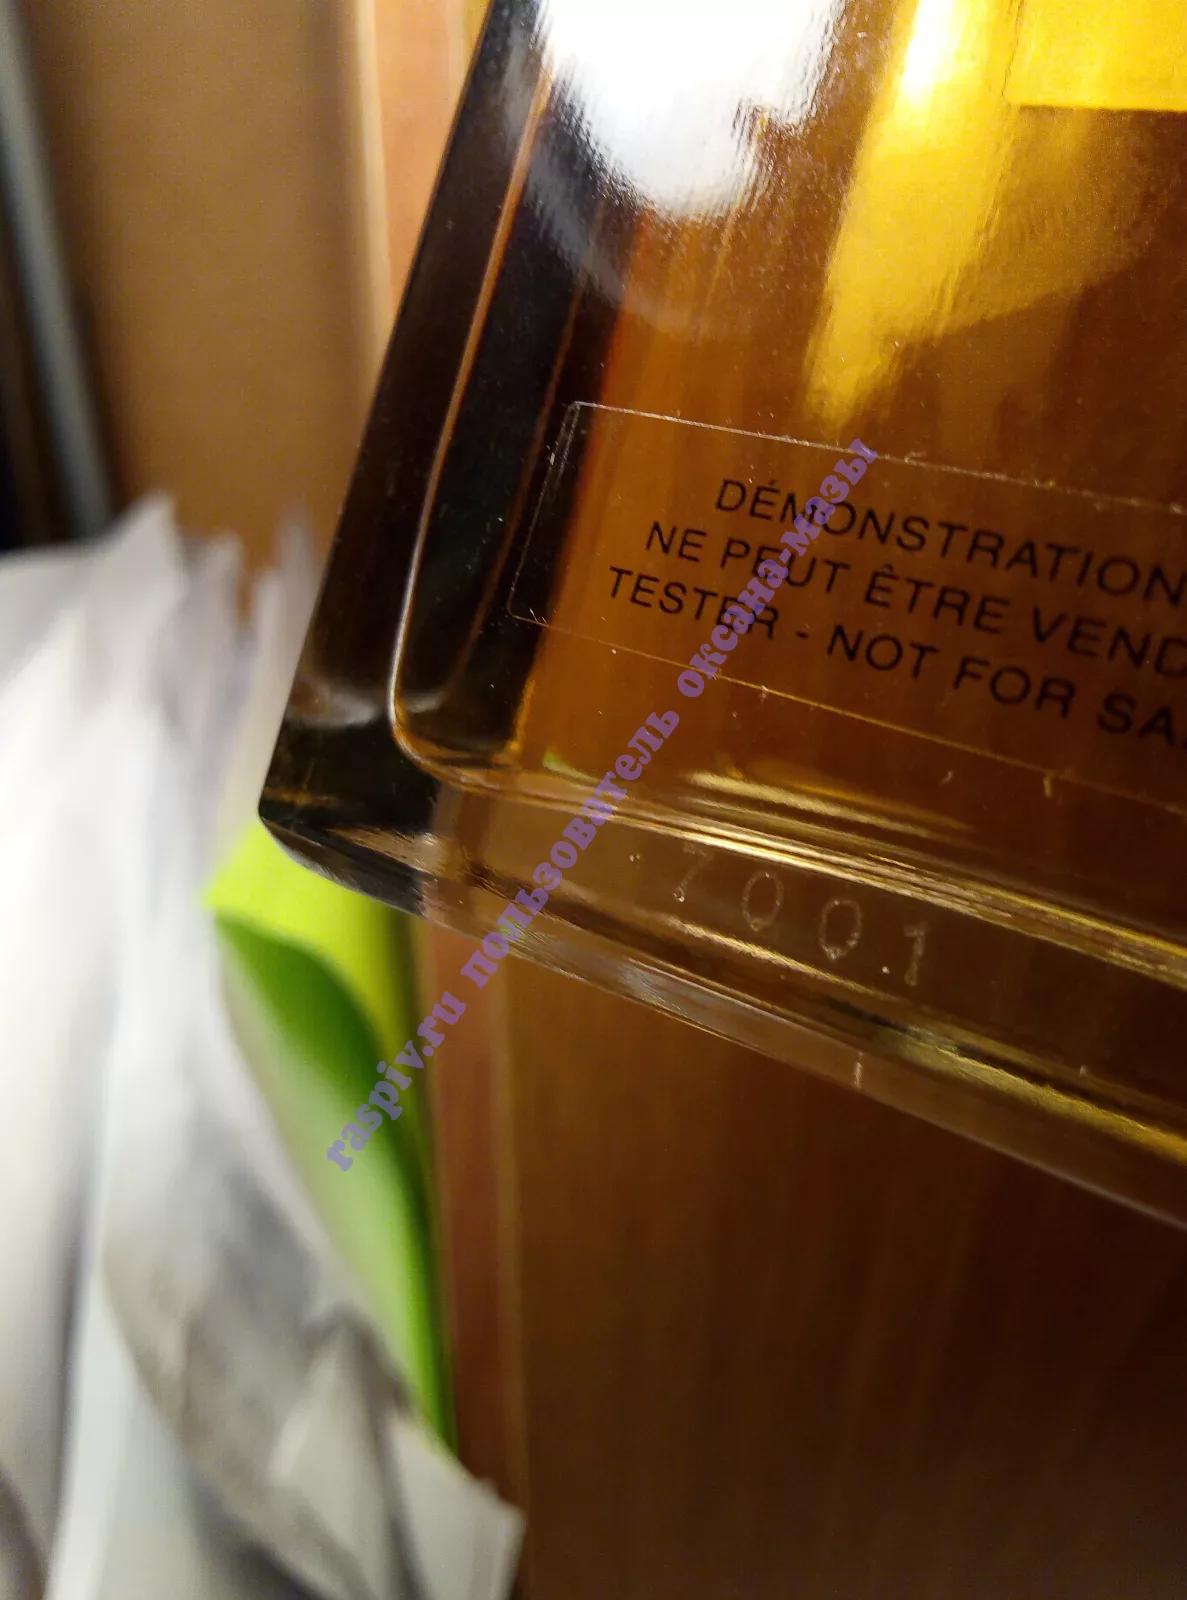 DÉMONSTRATION
NE PEUT ÊTRE VEND
TESTER - NOT FOR SA
7001
raspiv.ru пользователь оксана-мазы